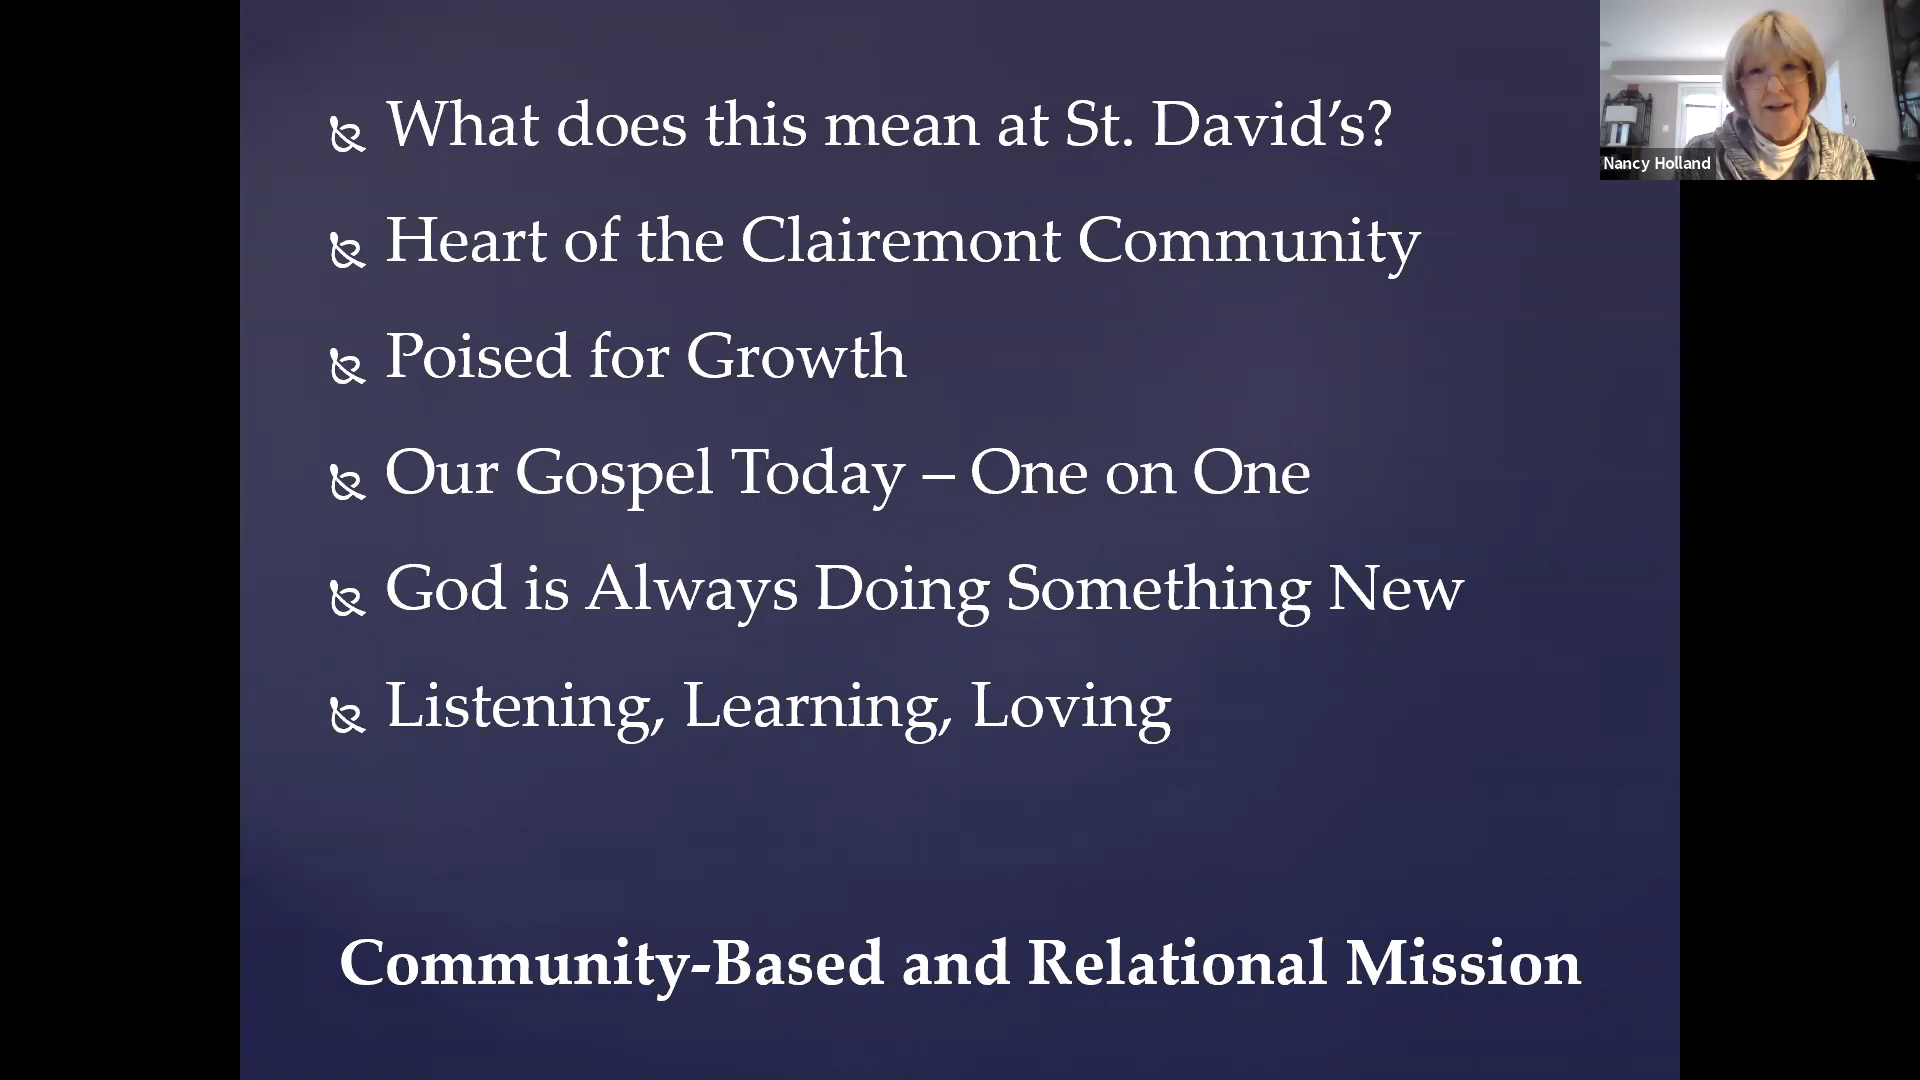 What does this mean at St. David’s?
Heart of the Clairemont Community
Poised for Growth
Our Gospel Today – One on One
God is Always Doing Something New
Listening, Learning, Loving
Community-Based and Relational Mission
Nancy Holland